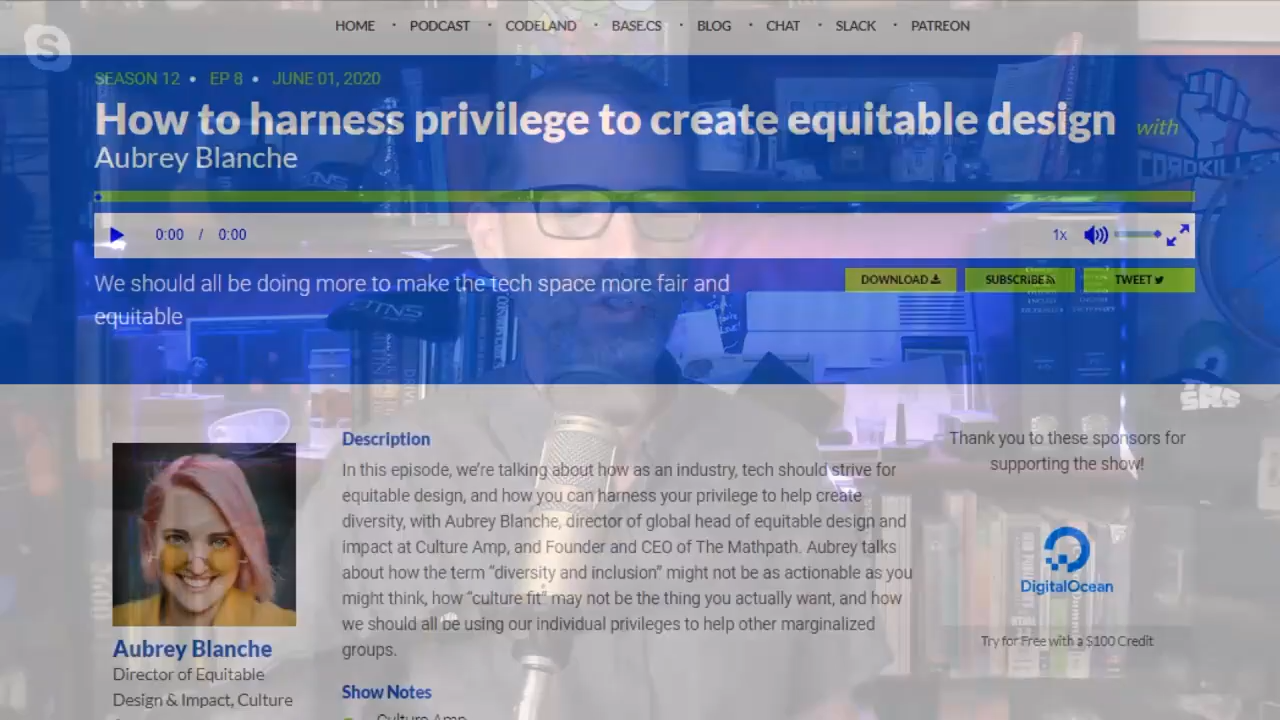 HOME • PODCAST • CODELAND • BASE.CS • BLOG • CHAT • SLACK • PATREON
S
SEASON 12 • EP 8 • JUNE 01, 2020
How to harness privilege to create equitable design with
Aubrey Blanche
CORDKILL
0:00 / 0:00
1x
We should all be doing more to make the tech space more fair and
equitable
DOWNLOAD
SUBSCRIBE
TWEET
DTNS
Description
In this episode, we’re talking about how as an industry, tech should strive for
equitable design, and how you can harness your privilege to help create
diversity, with Aubrey Blanche, director of global head of equitable design and
impact at Culture Amp, and Founder and CEO of The Mathpath. Aubrey talks
about how the term “diversity and inclusion” might not be as actionable as you
might think, how “culture fit” may not be the thing you actually want, and how
we should all be using our individual privileges to help other marginalized
groups.
Show Notes
Culture Amp
Aubrey Blanche
Director of Equitable
Design & Impact, Culture
Thank you to these sponsors for
supporting the show!
DigitalOcean
Try for Free with a $100 Credit